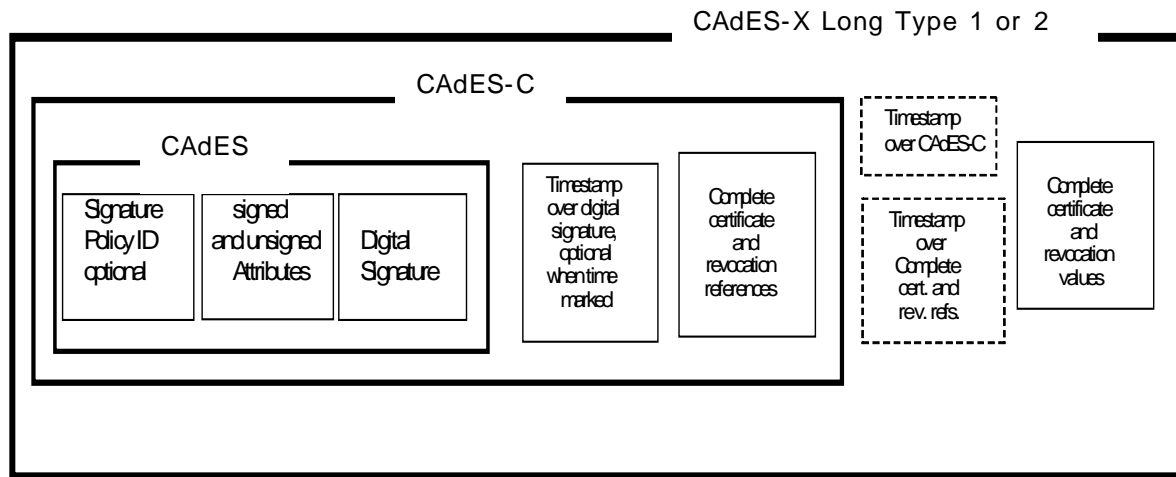 CAdES-X Long Type 1 or 2
CAdES-C
CAdES
Signature
Policy ID
optional
signed
and unsigned
Attributes
Digital
Signature
Timestamp
over digital
signature,
optional
when time
marked
Complete
certificate
and
revocation
references
Timestamp
over CAdES-C
Timestamp
over
Complete
cert. and
rev. refs.
Complete
certificate
and
revocation
values